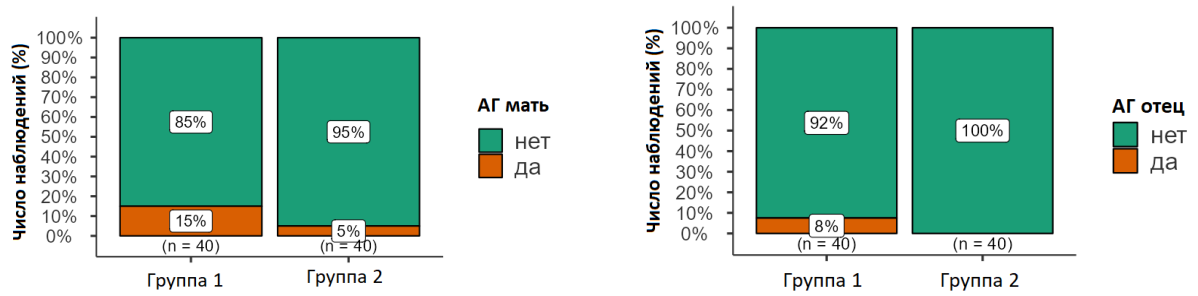 Число наблюдений (%)
100%
90%
80%
70%
60%
50%
40%
30%
20%
10%
0%
85%
15%
95%
5%
(n = 40)
(n = 40)
Группа 1
Группа 2
АГ мать
нет
да
Число наблюдений (%)
100%
90%
80%
70%
60%
50%
40%
30%
20%
10%
0%
92%
8%
100%
(n = 40)
(n = 40)
Группа 1
Группа 2
АГ отец
нет
да